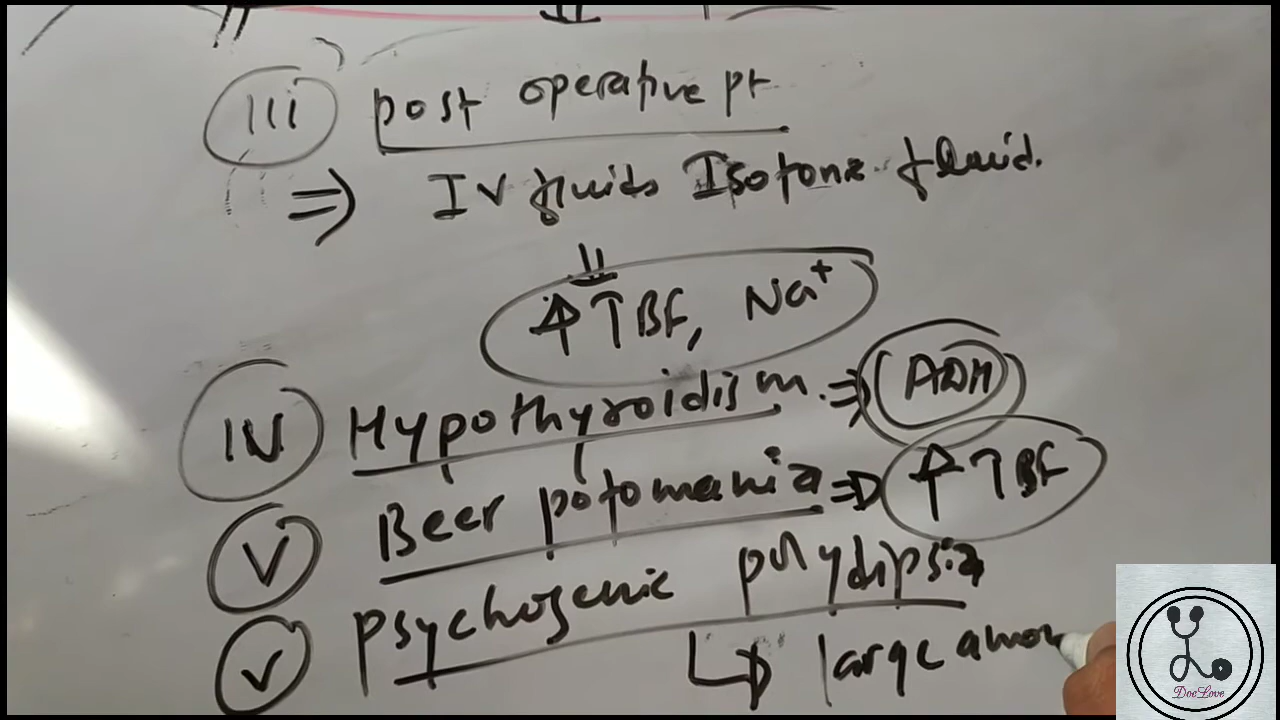 III post operative pt
⇒ IV fluids Isotonic fluid.
⇓
↑ TBF, Na+
IV Hypothyroidism. ⇒ ADH
V Beer potomania ⇒ ↑ TBF
V psychogenic polydipsia
↳ large amou
DocLove